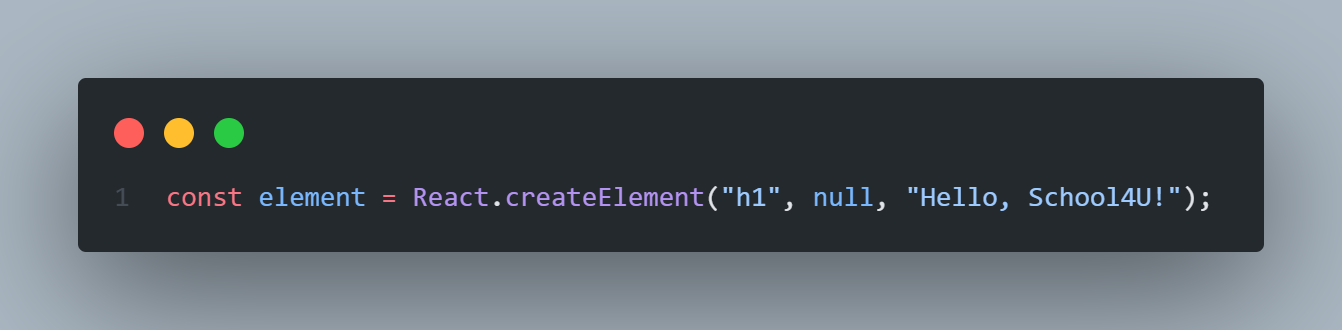 1 const element = React.createElement("h1", null, "Hello, School4U!");